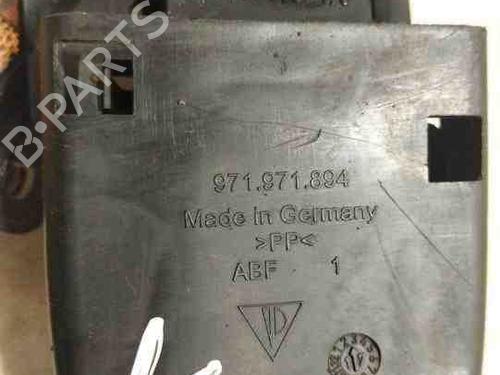 971.971.894
Made In Germany
>PP<
ABF 1
B-PARTS